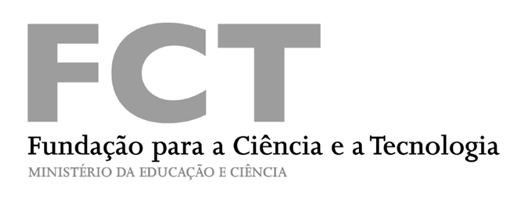 FCT
Fundação para a Ciência e a Tecnologia
MINISTÉRIO DA EDUCAÇÃO E CIÊNCIA